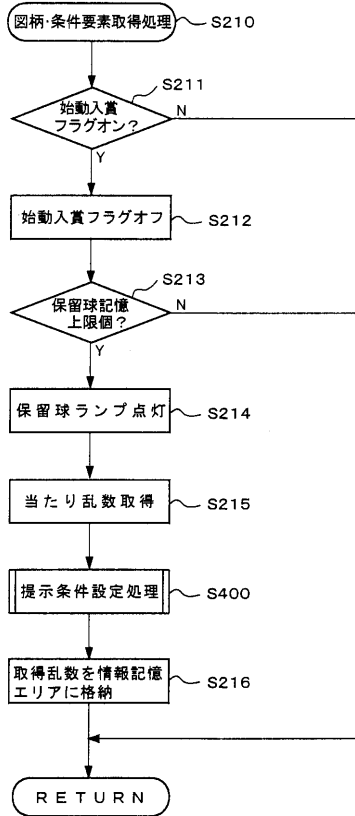 図柄・条件要素取得処理
S210
S211
始動入賞
フラグオン?
N
Y
始動入賞フラグオフ
S212
S213
保留球記憶
上限個?
N
Y
保留球ランプ点灯
S214
当たり乱数取得
S215
提示条件設定処理
S400
取得乱数を情報記憶
エリアに格納
S216
RETURN